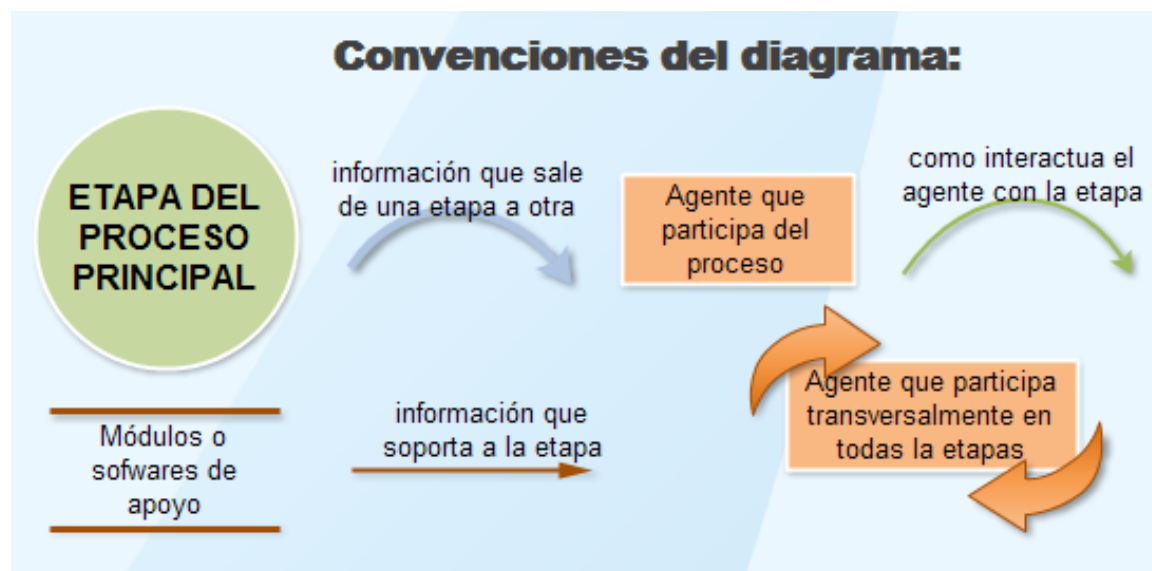 Convenciones del diagrama:
ETAPA DEL
PROCESO
PRINCIPAL
información que sale
de una etapa a otra
Agente que
participa del
proceso
como interactua el
agente con la etapa
Módulos o
sofwares de
apoyo
información que
soporta a la etapa
Agente que participa
transversalmente en
todas la etapas